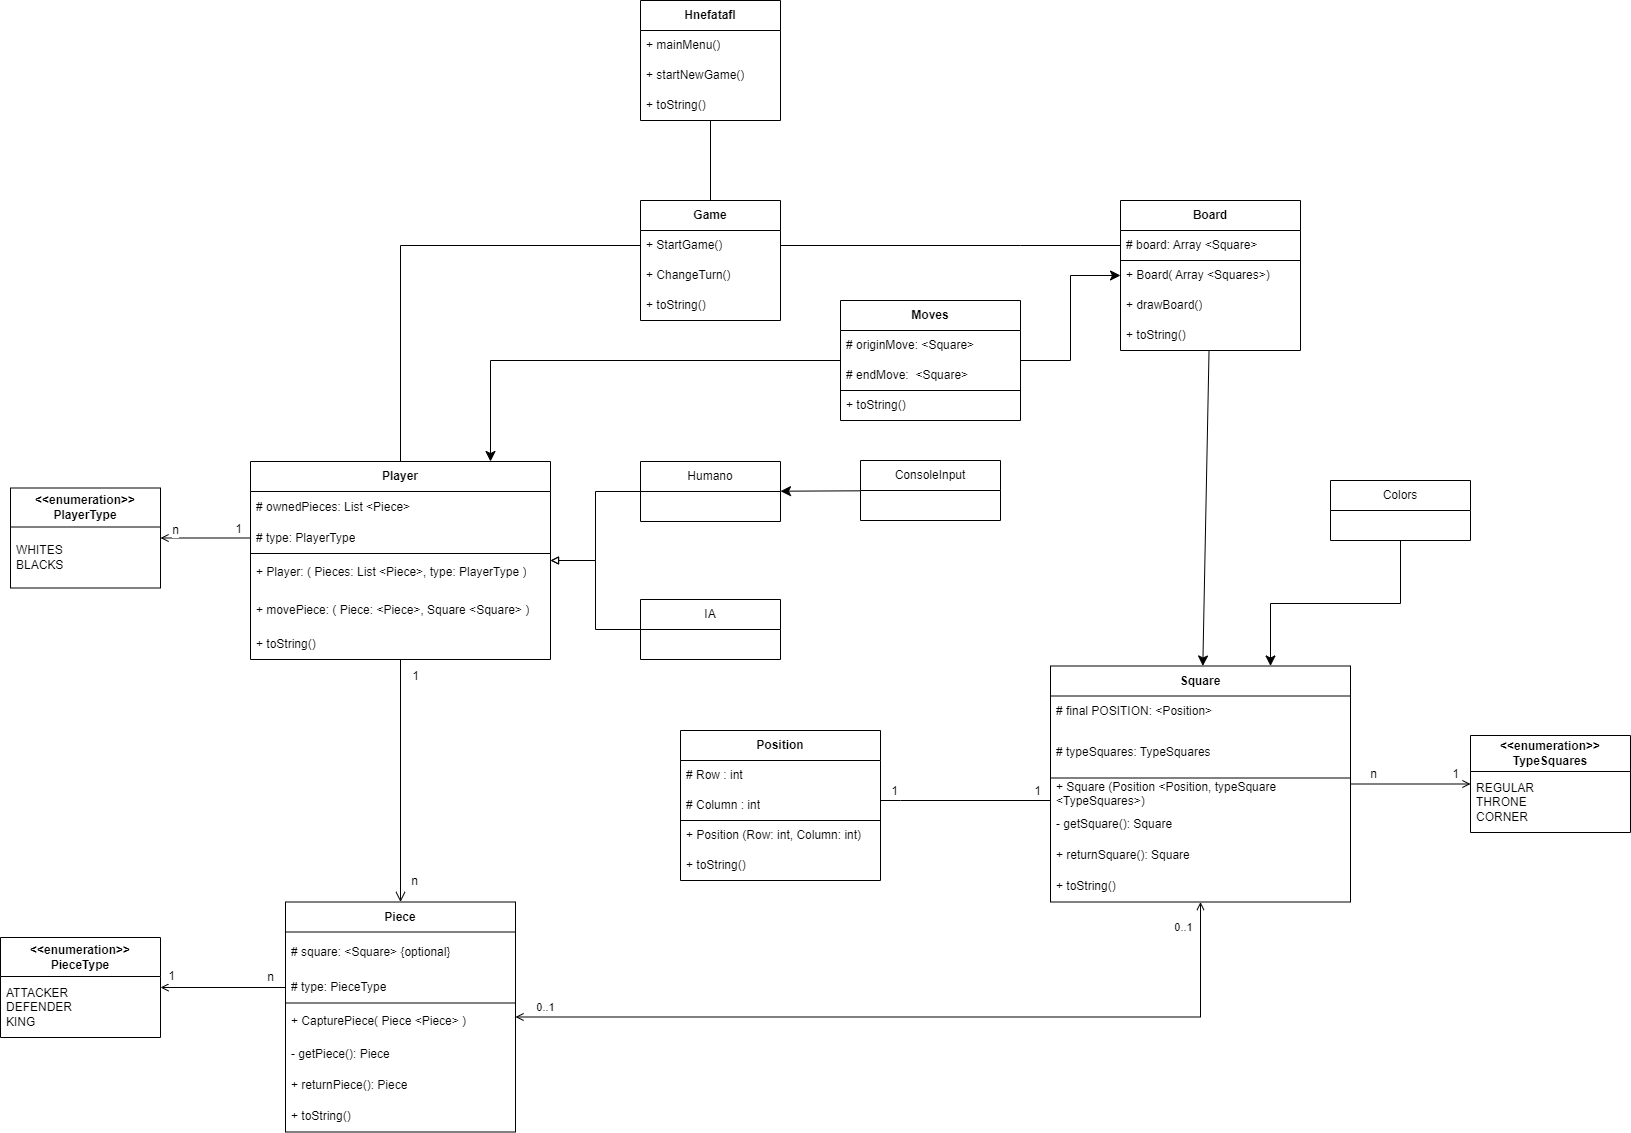 Hnefatafl
+ mainMenu()
+ startNewGame()
+ toString()
Game
+ StartGame()
+ ChangeTurn()
+ toString()
Board
# board: Array <Square>
+ Board( Array <Squares>)
+ drawBoard()
+ toString()
Moves
# originMove: <Square>
# endMove:  <Square>
+ toString()
Player
# ownedPieces: List <Piece>
# type: PlayerType
+ Player: ( Pieces: List <Piece>, type: PlayerType )
+ movePiece: ( Piece: <Piece>, Square <Square> )
+ toString()
<<enumeration>>
PlayerType
WHITES
BLACKS
n
1
Humano
ConsoleInput
IA
Colors
1
n
Square
# final POSITION: <Position>
# typeSquares: TypeSquares
+ Square (Position <Position, typeSquare
<TypeSquares>)
- getSquare(): Square
+ returnSquare(): Square
+ toString()
Position
# Row : int
# Column : int
+ Position (Row: int, Column: int)
+ toString()
1
1
n
1
<<enumeration>>
TypeSquares
REGULAR
THRONE
CORNER
0..1
0..1
Piece
# square: <Square> {optional}
# type: PieceType
+ CapturePiece( Piece <Piece> )
- getPiece(): Piece
+ returnPiece(): Piece
+ toString()
<<enumeration>>
PieceType
ATTACKER
DEFENDER
KING
1
n